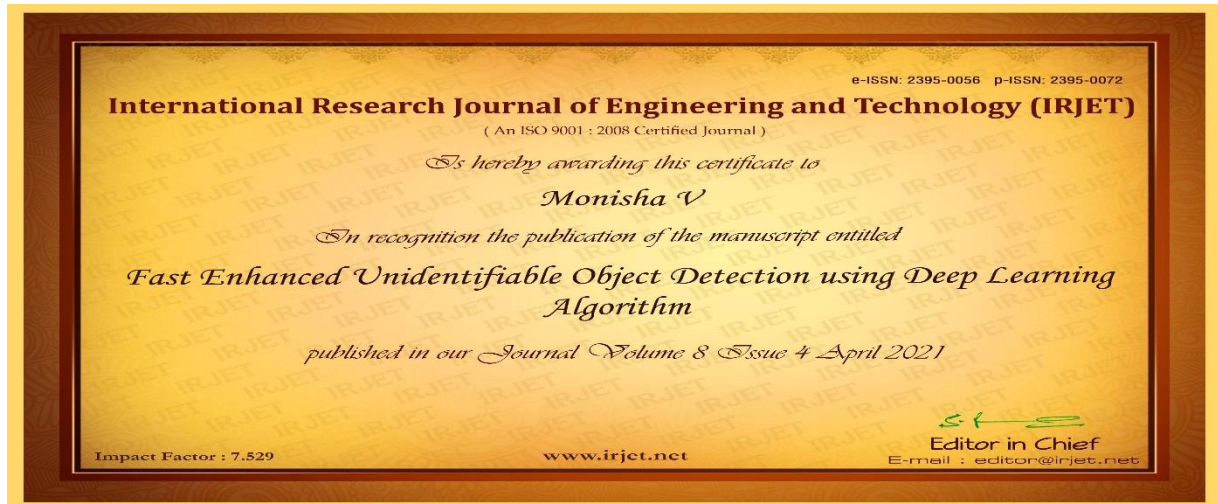 e-ISSN: 2395-0056 p-ISSN: 2395-0072
International Research Journal of Engineering and Technology (IRJET)
( An ISO 9001 : 2008 Certified Journal )
Is hereby awarding this certificate to
Monisha V
In recognition the publication of the manuscript entitled
Fast Enhanced Unidentifiable Object Detection using Deep Learning
Algorithm
published in our Journal Volume 8 Issue 4 April 2021
Editor in Chief
Impact Factor : 7.529 www.irjet.net E-mail : editor@irjet.net